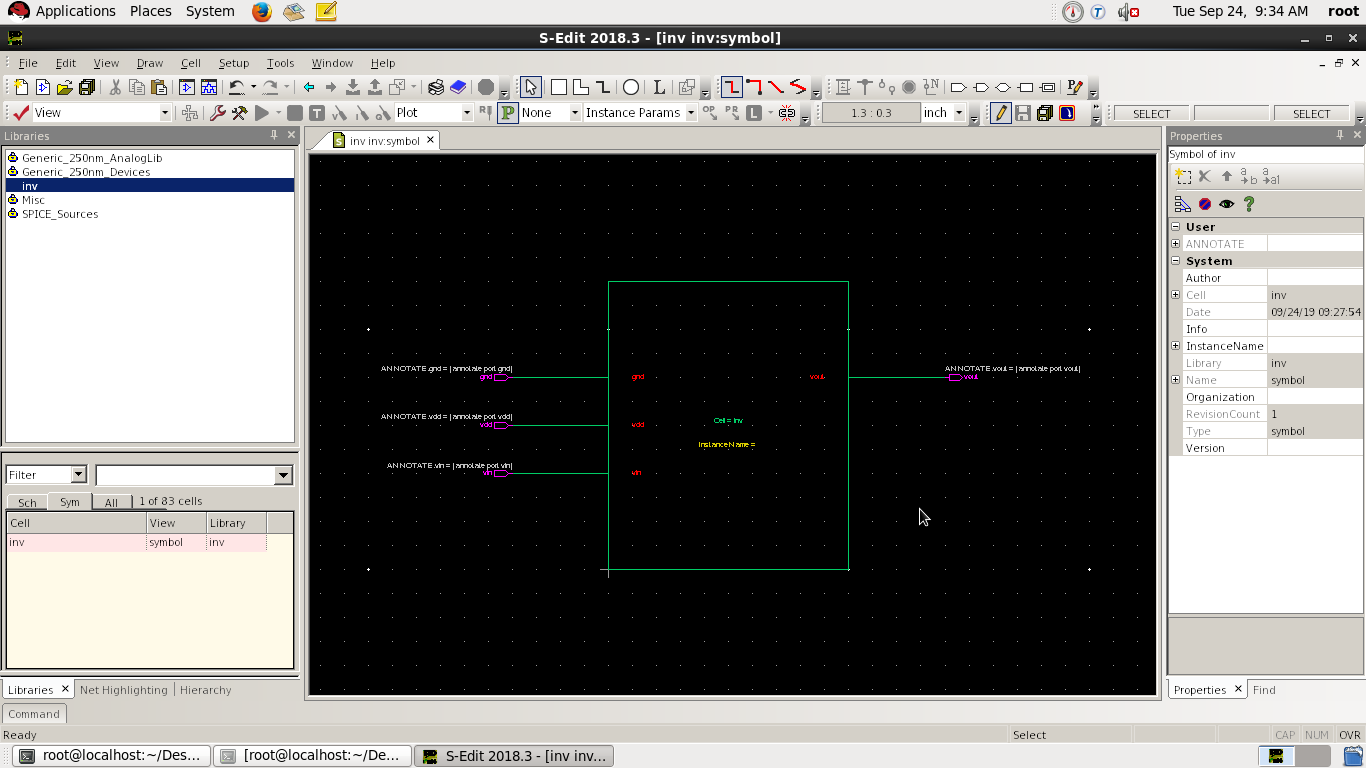 Applications Places System Tue Sep 24, 9:34 AM root
S-Edit 2018.3 - [inv inv:symbol]
File Edit View Draw Cell Setup Tools Window Help
View Plot None Instance Params 1.3 : 0.3 inch SELECT SELECT
Libraries
Generic_250nm_AnalogLib
Generic_250nm_Devices
inv
Misc
SPICE_Sources
Filter
Sch Sym All 1 of 83 cells
Cell View Library
inv symbol inv
Libraries Net Highlighting Hierarchy
Command
inv inv:symbol
ANNOTATE.gnd = [annotate port gnd]
gnd gnd
ANNOTATE.vdd = [annotate port vdd]
vdd vdd
ANNOTATE.vin = [annotate port vin]
vin vin
Cell = inv
InstanceName =
ANNOTATE.vout = [annotate port vout]
vout vout
Properties
Symbol of inv
User
ANNOTATE
System
Author
Cell inv
Date 09/24/19 09:27:54
Info
InstanceName
Library inv
Name symbol
Organization
RevisionCount 1
Type symbol
Version
Properties Find
Ready Select CAP NUM OVR
root@localhost:~/Des... [root@localhost:~/De... S-Edit 2018.3 - [inv inv...